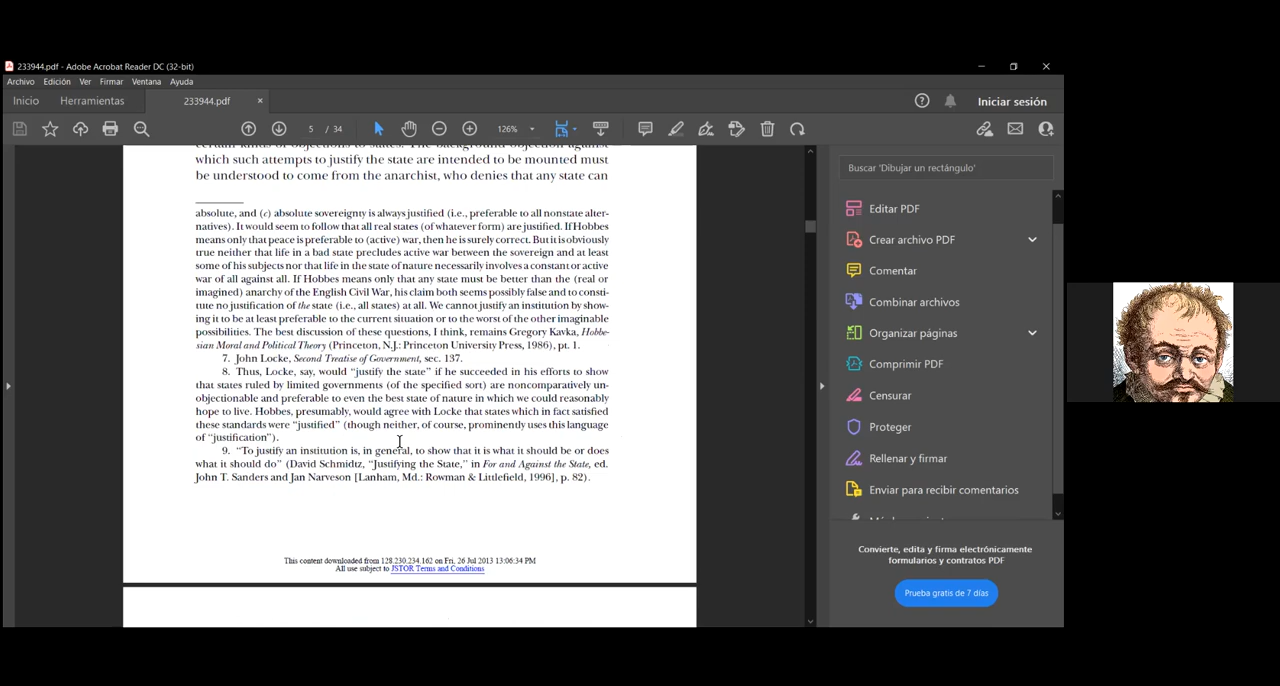 233944.pdf - Adobe Acrobat Reader DC (32-bit)
Archivo Edición Ver Firmar Ventana Ayuda
Inicio Herramientas 233944.pdf × Iniciar sesión
5 / 34 126%
which such attempts to justify the state are intended to be mounted must
be understood to come from the anarchist, who denies that any state can
absolute, and (c) absolute sovereignty is always justified (i.e., preferable to all nonstate alter-
natives). It would seem to follow that all real states (of whatever form) are justified. If Hobbes
means only that peace is preferable to (active) war, then he is surely correct. But it is obviously
true neither that life in a bad state precludes active war between the sovereign and at least
some of his subjects nor that life in the state of nature necessarily involves a constant or active
war of all against all. If Hobbes means only that any state must be better than the (real or
imagined) anarchy of the English Civil War, his claim both seems possibly false and to consti-
tute no justification of the state (i.e., all states) at all. We cannot justify an institution by show-
ing it to be at least preferable to the current situation or to the worst of the other imaginable
possibilities. The best discussion of these questions, I think, remains Gregory Kavka, Hobbe-
sian Moral and Political Theory (Princeton, N.J.: Princeton University Press, 1986), pt. 1.
7. John Locke, Second Treatise of Government, sec. 137.
8. Thus, Locke, say, would “justify the state” if he succeeded in his efforts to show
that states ruled by limited governments (of the specified sort) are noncomparatively un-
objectionable and preferable to even the best state of nature in which we could reasonably
hope to live. Hobbes, presumably, would agree with Locke that states which in fact satisfied
these standards were “justified” (though neither, of course, prominently uses this language
of “justification”).
9. “To justify an institution is, in general, to show that it is what it should be or does
what it should do” (David Schmidtz, “Justifying the State,” in For and Against the State, ed.
John T. Sanders and Jan Narveson [Lanham, Md.: Rowman & Littlefield, 1996], p. 82).
This content downloaded from 128.230.234.162 on Fri, 26 Jul 2013 13:06:34 PM
All use subject to JSTOR Terms and Conditions
Buscar 'Dibujar un rectángulo'
Editar PDF
Crear archivo PDF
Comentar
Combinar archivos
Organizar páginas
Comprimir PDF
Censurar
Proteger
Rellenar y firmar
Enviar para recibir comentarios
Convierte, edita y firma electrónicamente
formularios y contratos PDF
Prueba gratis de 7 días